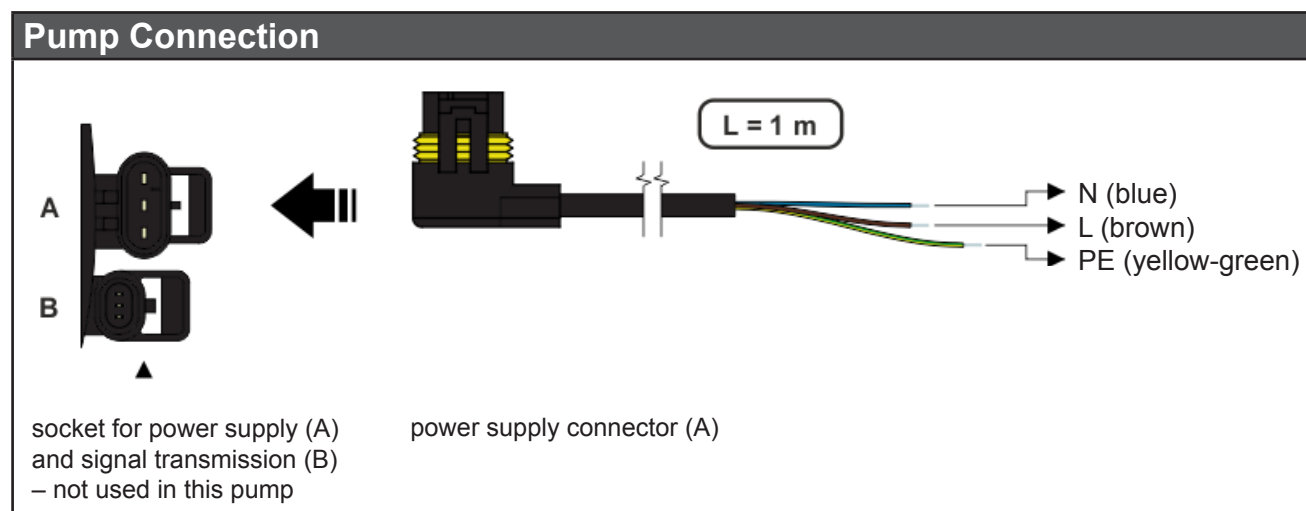 Pump Connection
L = 1 m
A
B
N (blue)
L (brown)
PE (yellow-green)
socket for power supply (A)
and signal transmission (B)
– not used in this pump
power supply connector (A)